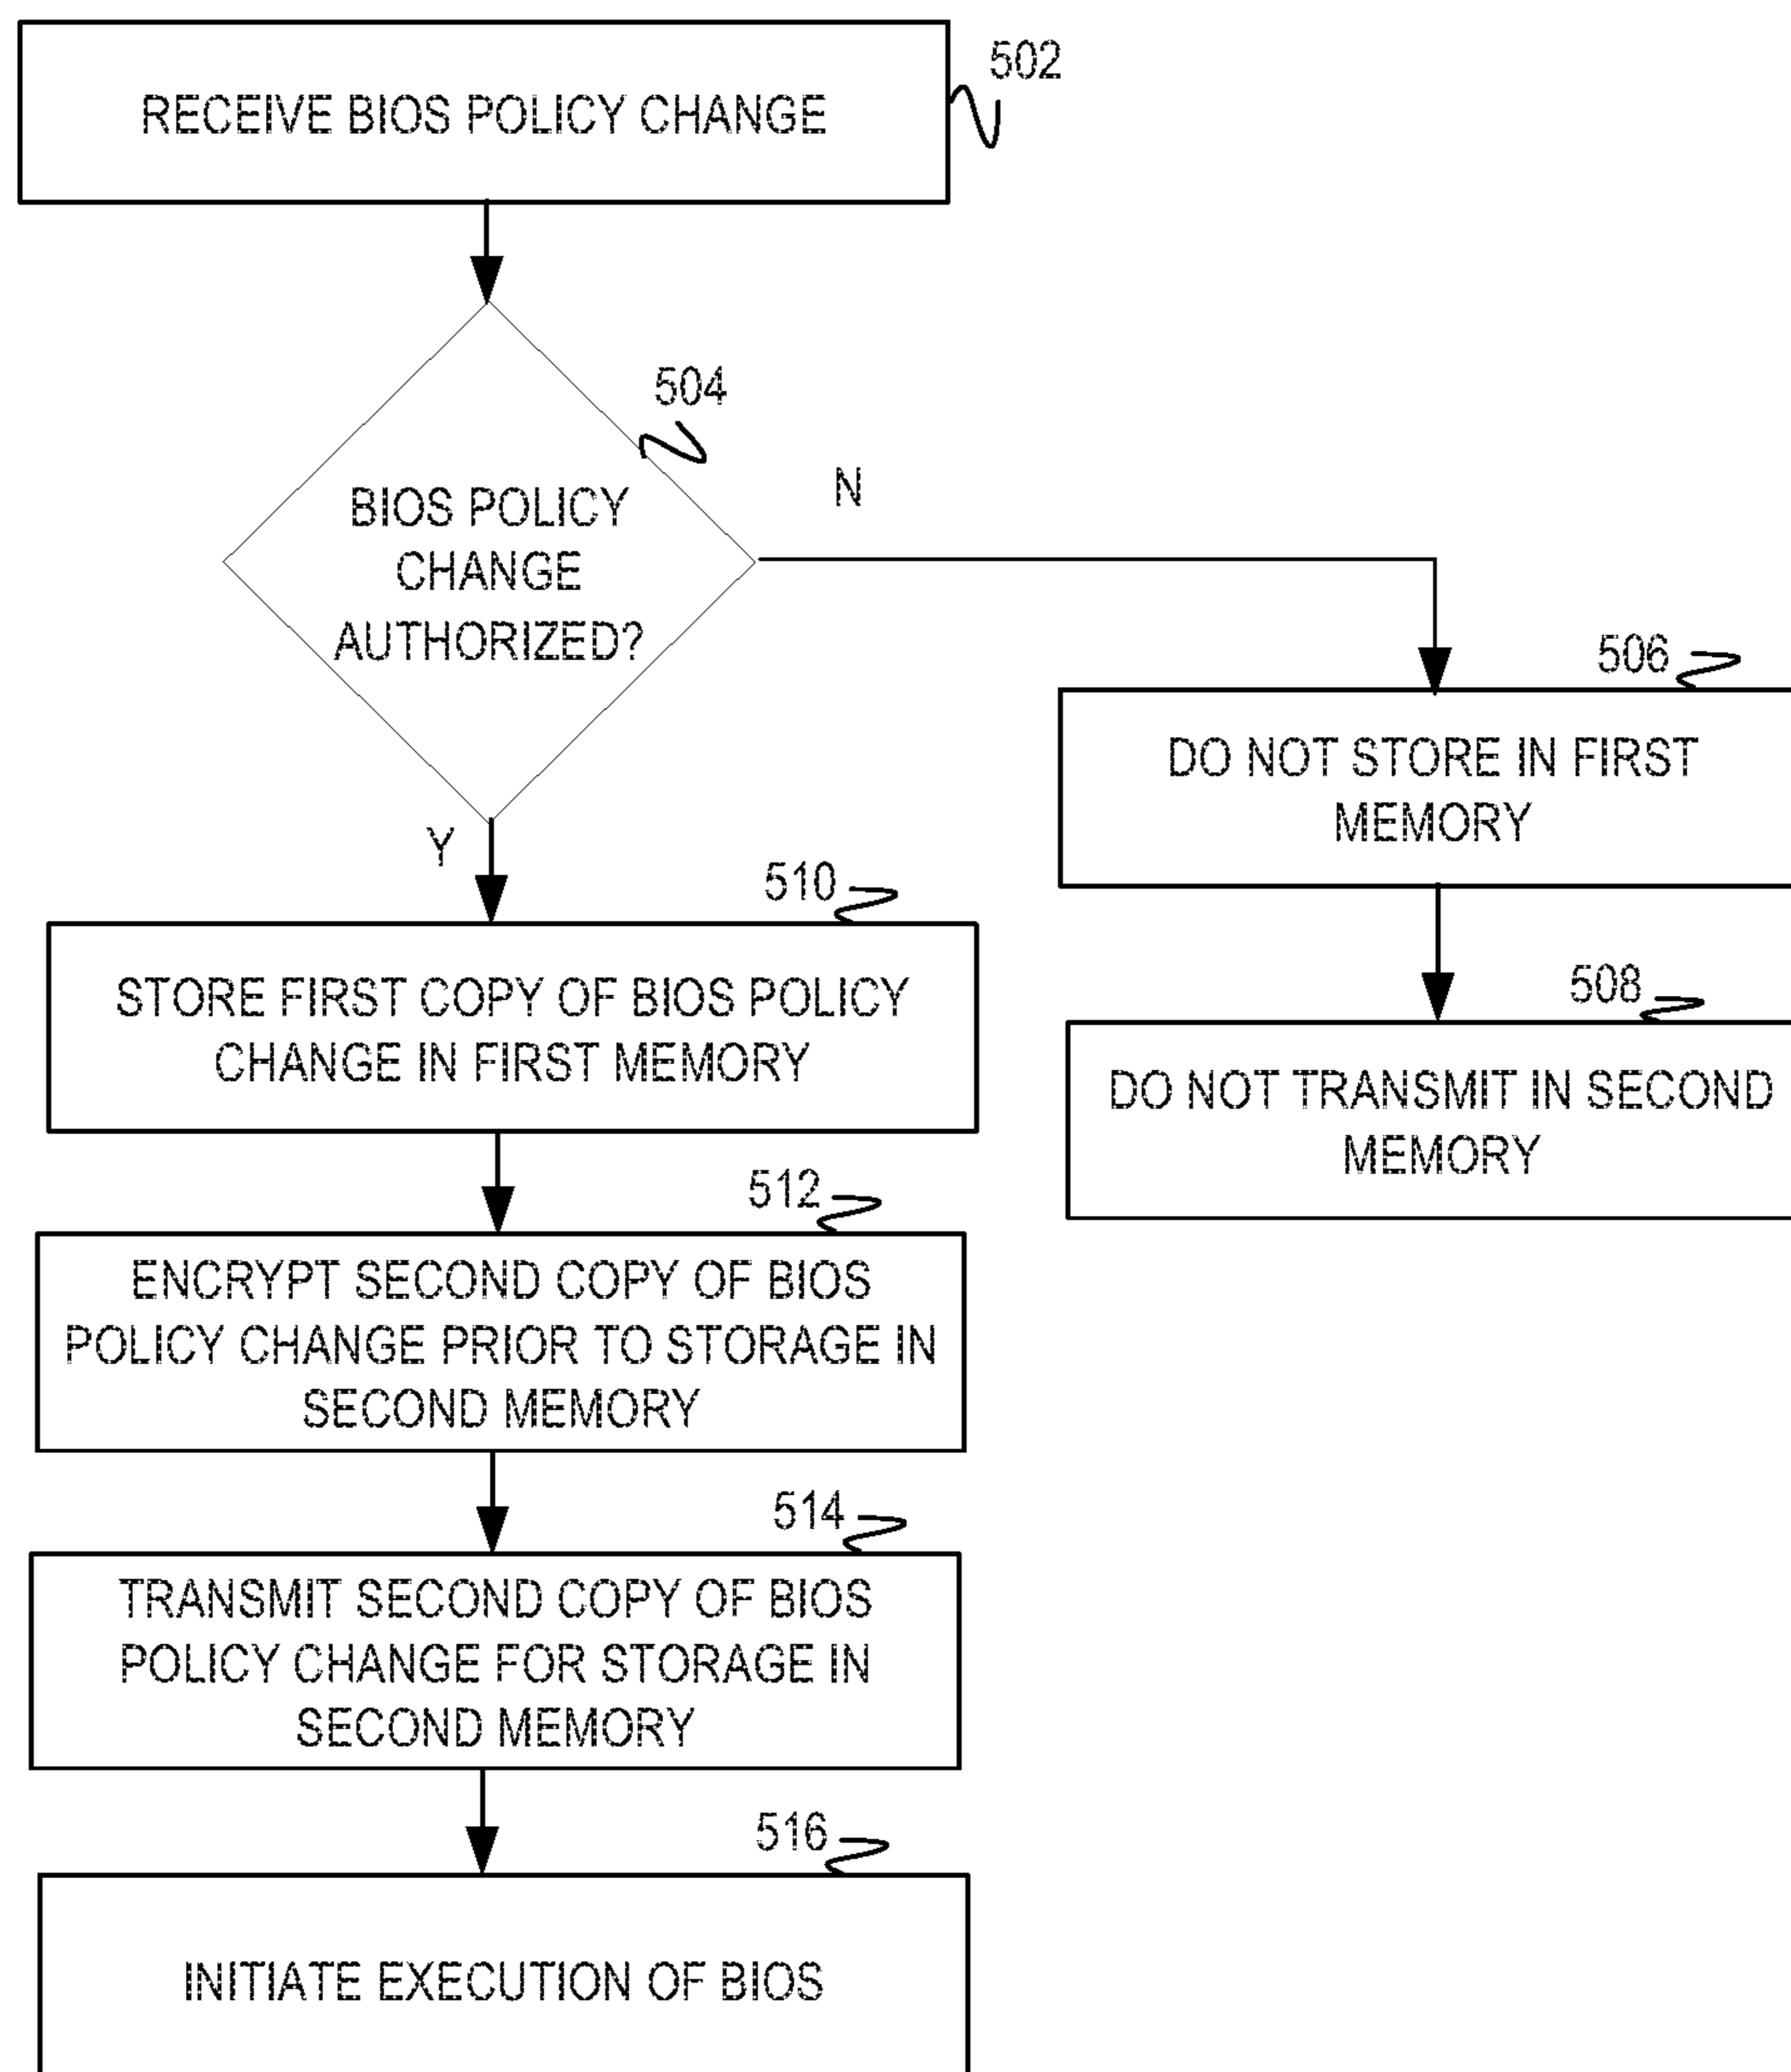 502
RECEIVE BIOS POLICY CHANGE
504
BIOS POLICY
CHANGE
AUTHORIZED?
N
506
DO NOT STORE IN FIRST
MEMORY
508
DO NOT TRANSMIT IN SECOND
MEMORY
Y
510
STORE FIRST COPY OF BIOS POLICY
CHANGE IN FIRST MEMORY
512
ENCRYPT SECOND COPY OF BIOS
POLICY CHANGE PRIOR TO STORAGE IN
SECOND MEMORY
514
TRANSMIT SECOND COPY OF BIOS
POLICY CHANGE FOR STORAGE IN
SECOND MEMORY
516
INITIATE EXECUTION OF BIOS